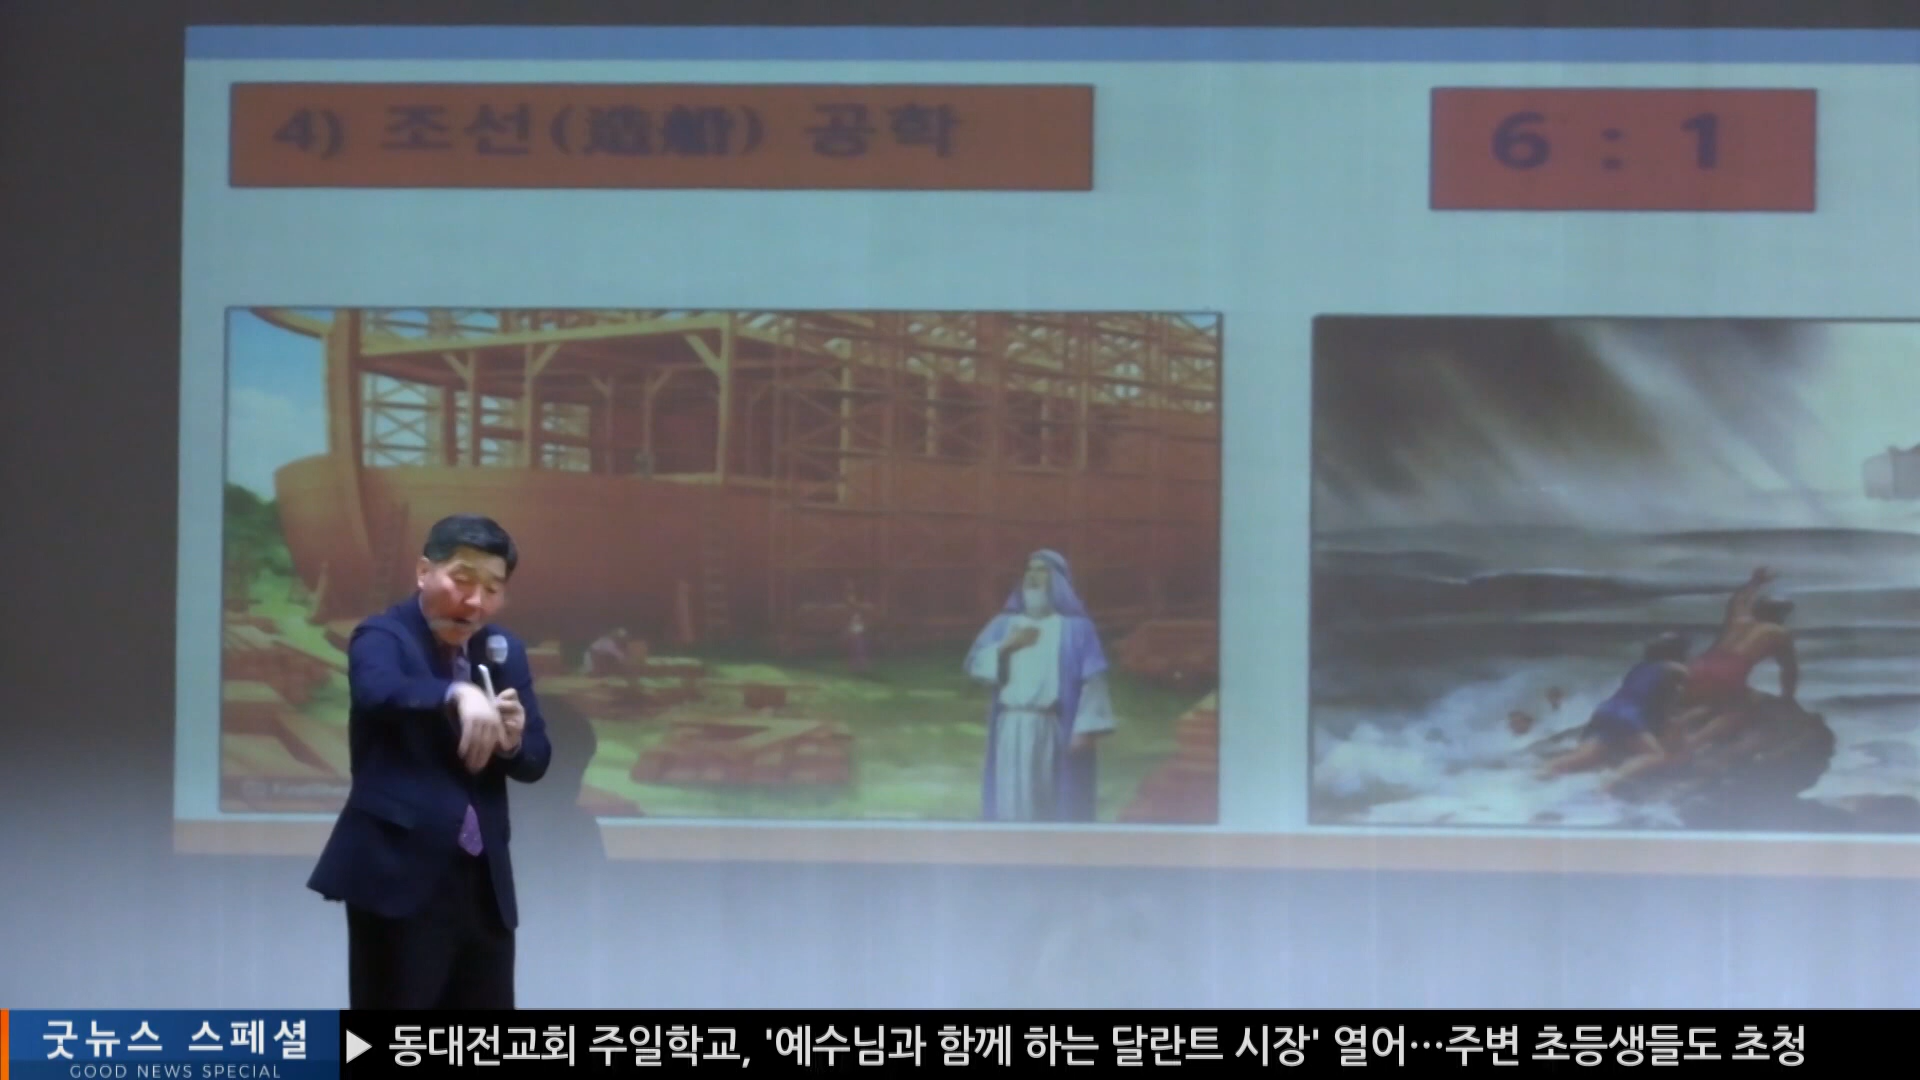 4) 조선(造船) 공학
6 : 1
굿뉴스 스페셜
GOOD NEWS SPECIAL
▶ 동대전교회 주일학교, '예수님과 함께 하는 달란트 시장' 열어…주변 초등생들도 초청